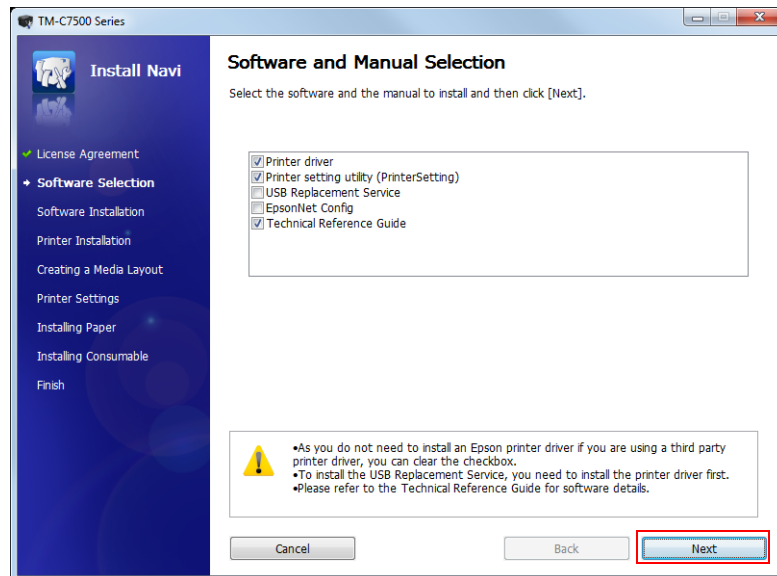 TM-C7500 Series
Install Navi
License Agreement
Software Selection
Software Installation
Printer Installation
Creating a Media Layout
Printer Settings
Installing Paper
Installing Consumable
Finish
Software and Manual Selection
Select the software and the manual to install and then click [Next].
Printer driver
Printer setting utility (PrinterSetting)
USB Replacement Service
EpsonNet Config
Technical Reference Guide
•As you do not need to install an Epson printer driver if you are using a third party
printer driver, you can clear the checkbox.
•To install the USB Replacement Service, you need to install the printer driver first.
•Please refer to the Technical Reference Guide for software details.
Cancel
Back
Next